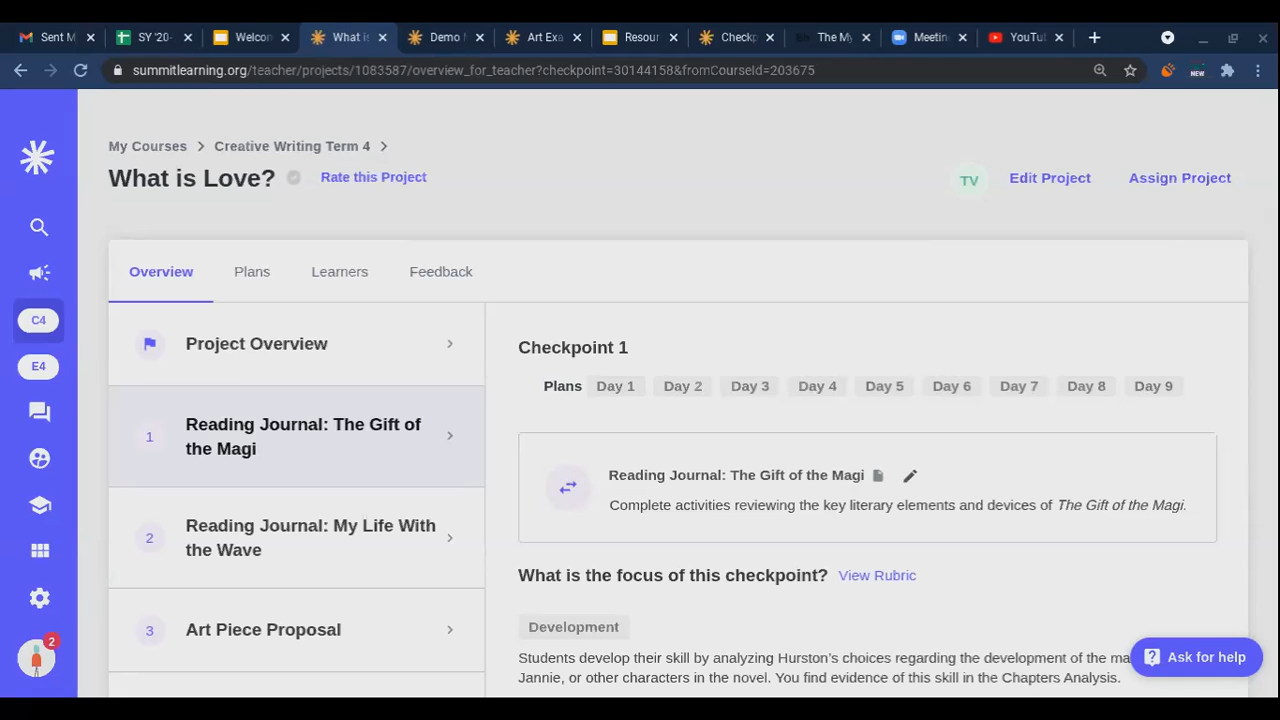 Sent M
SY '20-
Welcon
What is
Demo
Art Exa
Resour
Checkp
The My
Meetin
YouTu
summitlearning.org/teacher/projects/1083587/overview_for_teacher?checkpoint=30144158&fromCourseId=203675
NEW
My Courses > Creative Writing Term 4 >
What is Love?
Rate this Project
TV
Edit Project
Assign Project
C4
E4
2
Overview
Plans
Learners
Feedback
Project Overview
1
Reading Journal: The Gift of
the Magi
2
Reading Journal: My Life With
the Wave
3
Art Piece Proposal
Checkpoint 1
Plans Day 1 Day 2 Day 3 Day 4 Day 5 Day 6 Day 7 Day 8 Day 9
Reading Journal: The Gift of the Magi
Complete activities reviewing the key literary elements and devices of The Gift of the Magi.
What is the focus of this checkpoint? View Rubric
Development
Students develop their skill by analyzing Hurston's choices regarding the development of the ma
Jannie, or other characters in the novel. You find evidence of this skill in the Chapters Analysis.
Ask for help